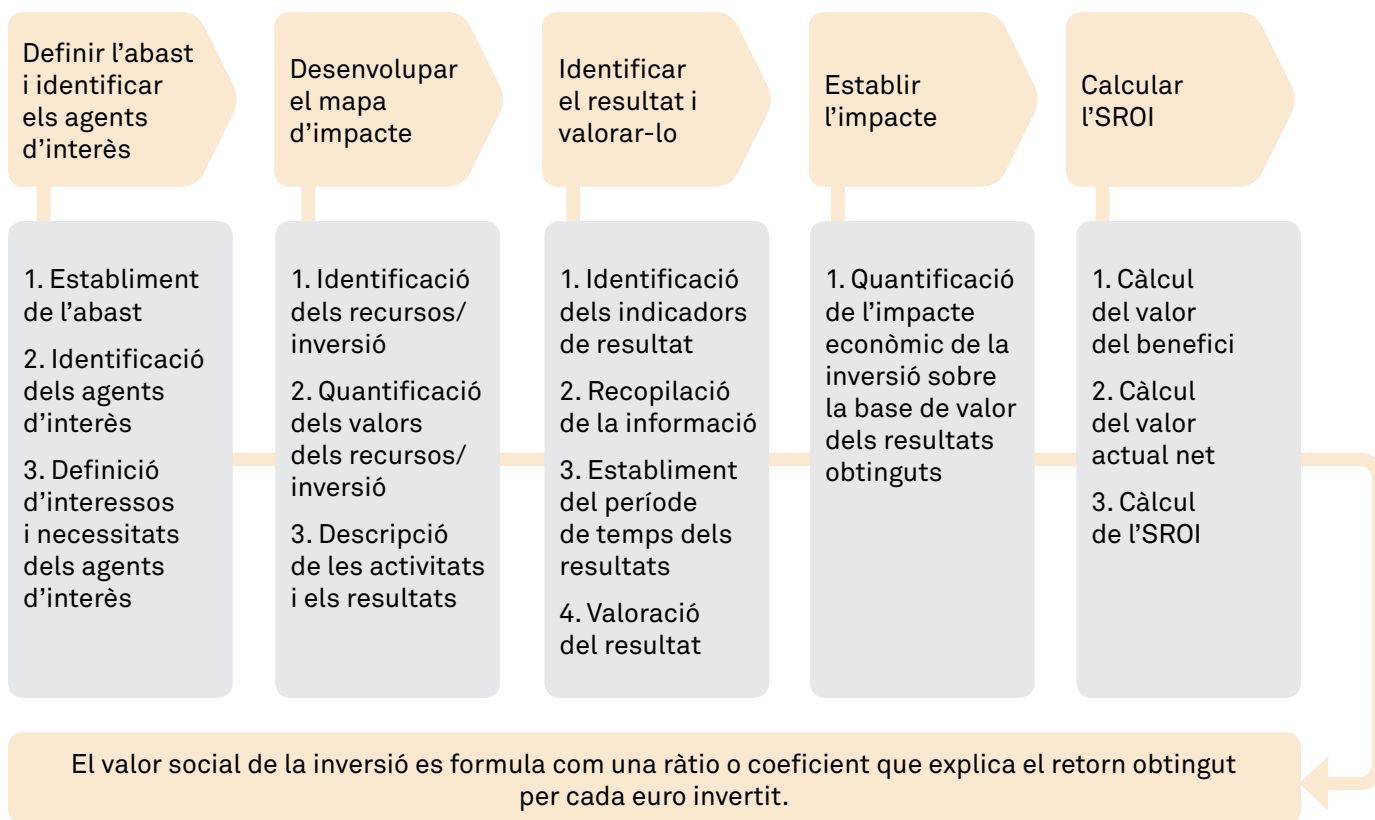 Definir l’abast
i identificar
els agents
d’interès
Desenvolupar
el mapa
d’impacte
Identificar
el resultat i
valorar-lo
Establir
l’impacte
Calcular
l’SROI
1. Establiment
de l’abast
2. Identificació
dels agents
d’interès
3. Definició
d’interessos
i necessitats
dels agents
d’interès
1. Identificació
dels recursos/
inversió
2. Quantificació
dels valors
dels recursos/
inversió
3. Descripció
de les activitats
i els resultats
1. Identificació
dels indicadors
de resultat
2. Recopilació
de la informació
3. Establiment
del període
de temps dels
resultats
4. Valoració
del resultat
1. Quantificació
de l’impacte
econòmic de la
inversió sobre
la base de valor
dels resultats
obtinguts
1. Càlcul
del valor
del benefici
2. Càlcul
del valor
actual net
3. Càlcul
de l’SROI
El valor social de la inversió es formula com una ràtio o coeficient que explica el retorn obtingut
per cada euro invertit.